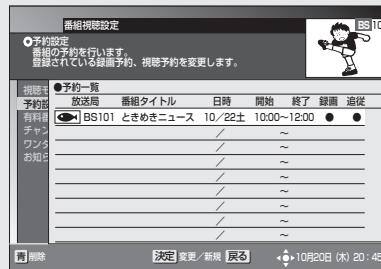 番組視聴設定
BS10
予約設定
番組の予約を行います。
登録されている録画予約、視聴予約を変更します。
視聴モ
予約設
有料番
チャン
ワンタ
お知ら
●予約一覧
放送局 番組タイトル 日時 開始 終了 録画 追従
BS101 ときめきニュース 10／22土 10:00～12:00 ● ●
／ ～
／ ～
／ ～
／ ～
／ ～
／ ～
／ ～
／ ～
青 削除 決定 変更／新規 戻る 10月20日 (木) 20：45